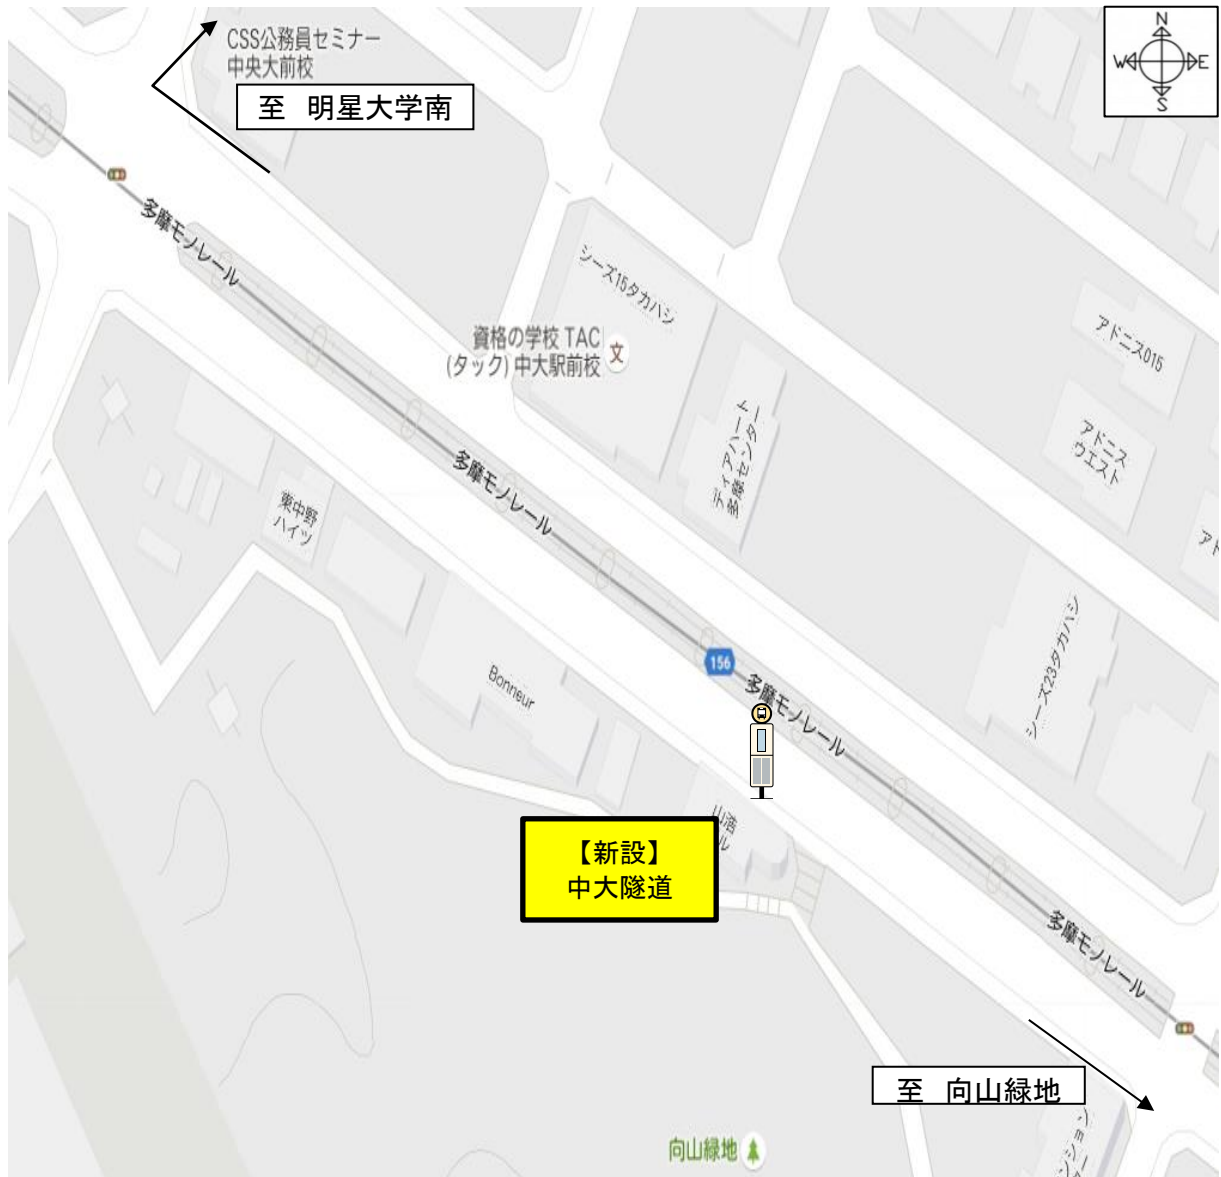 CSS公務員セミナー
中央大前校
至　明星大学南
N
W
E
S
多摩モノレール
シーズ15タカハシ
資格の学校 TAC
(タック) 中大駅前校
文
アドニス015
ディアハーム
多摩センター
アドニス
ウエスト
多摩モノレール
東中野
ハイツ
シーズ23タカハシ
156
Bonneur
多摩モノレール
【新設】
中大隧道
多摩モノレール
至　向山緑地
向山緑地